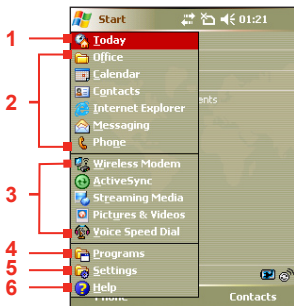 Start 01:21
1 Today
2
Office
Calendar
Contacts
Internet Explorer
ents
Messaging
Phone
3
Wireless Modem
ActiveSync
Streaming Media
Pictures & Videos
Voice Speed Dial
4 Programs
5 Settings
6 Help
Phone Contacts